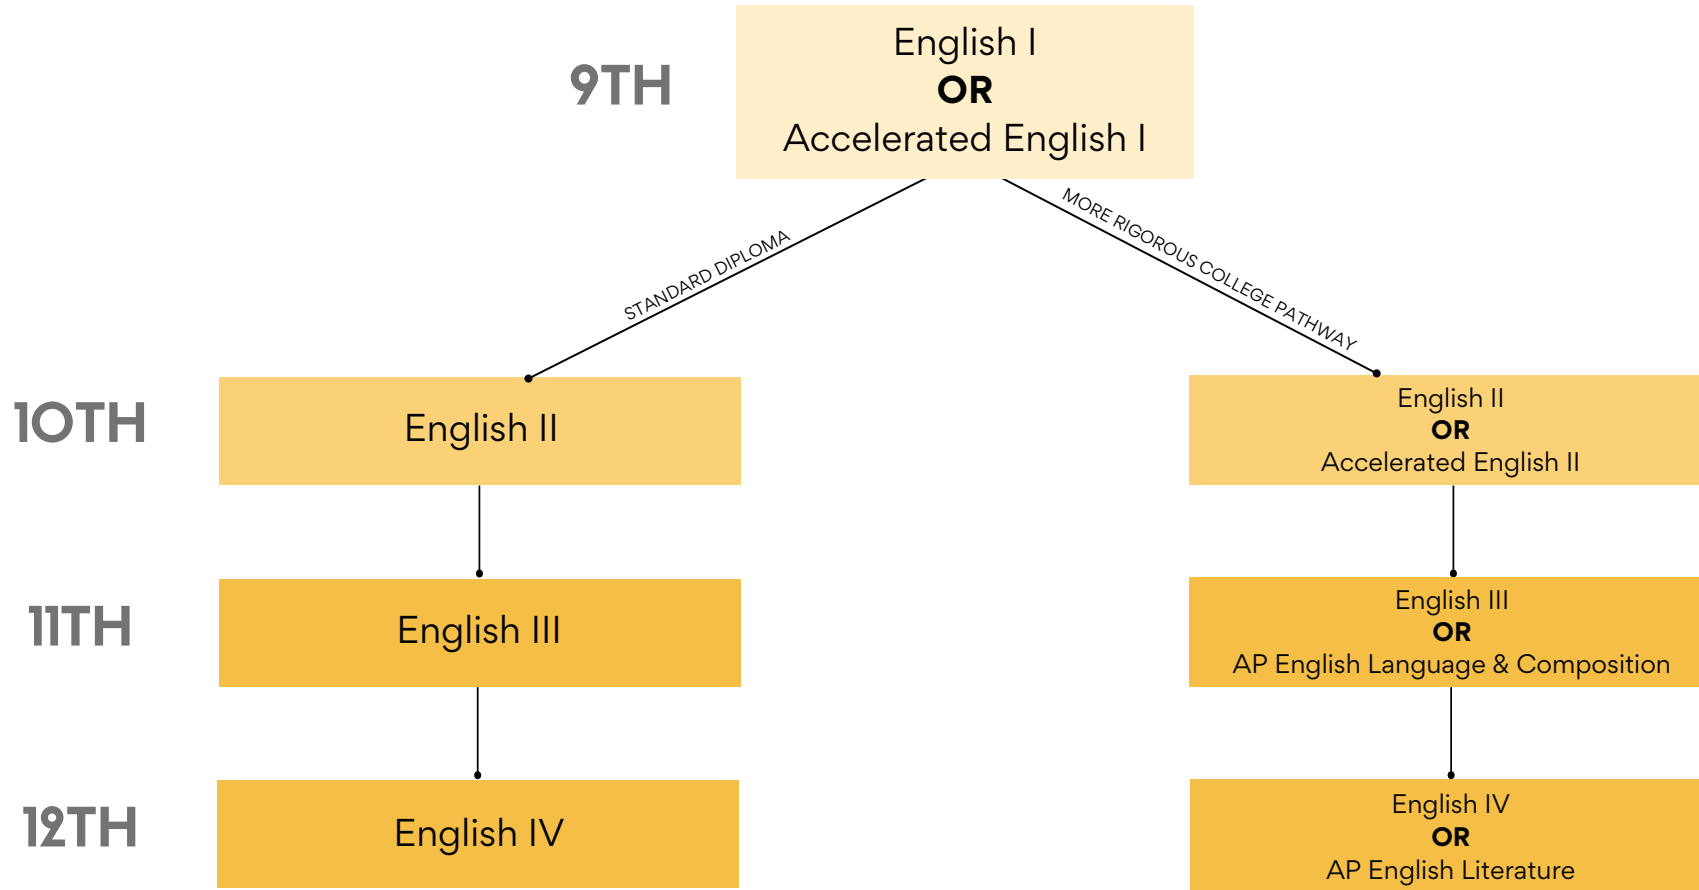 9TH
English I
OR
Accelerated English I
STANDARD DIPLOMA
MORE RIGOROUS COLLEGE PATHWAY
10TH
English II
English II
OR
Accelerated English II
11TH
English III
English III
OR
AP English Language & Composition
12TH
English IV
English IV
OR
AP English Literature